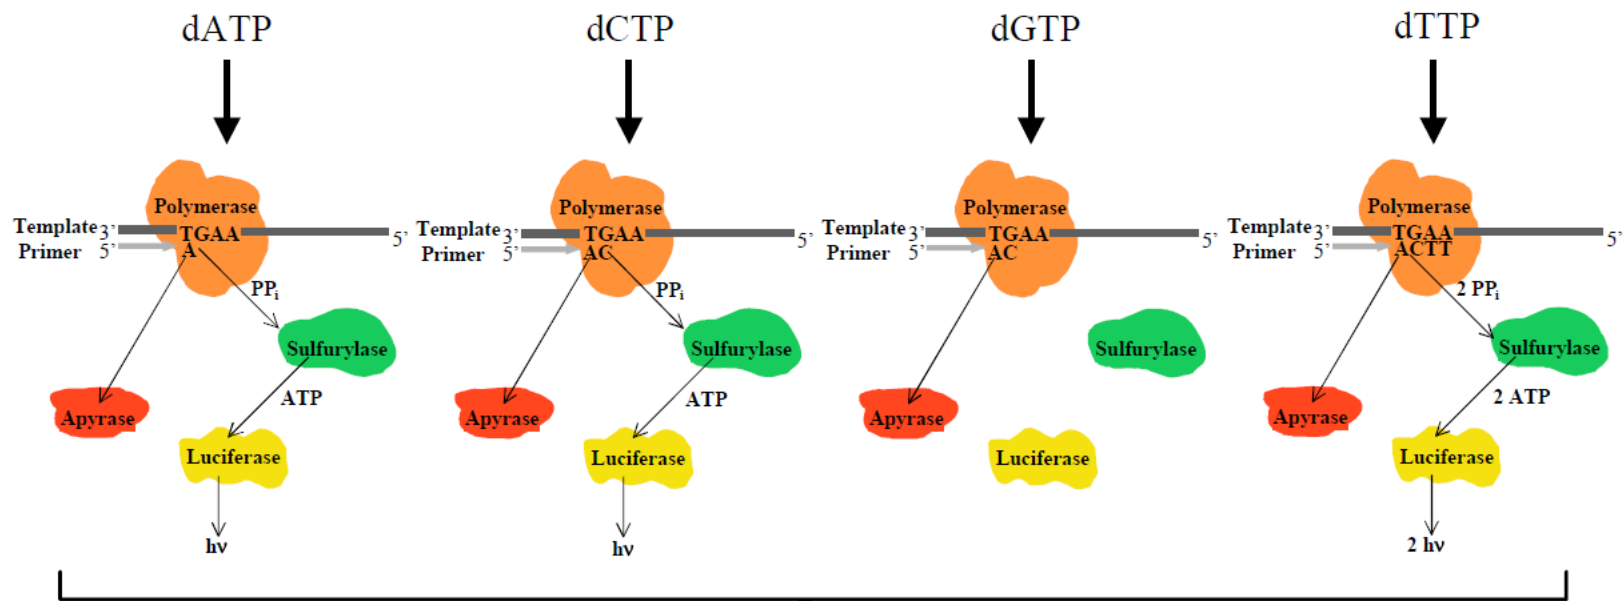 dATP
dCTP
dGTP
dTTP
Polymerase
Template 3’ TGAA 5’
Primer 5’ A
PPi
Sulfurylase
ATP
Apyrase
Luciferase
hν
Polymerase
Template 3’ TGAA 5’
Primer 5’ AC
PPi
Sulfurylase
ATP
Apyrase
Luciferase
hν
Polymerase
Template 3’ TGAA 5’
Primer 5’ AC
Sulfurylase
Apyrase
Luciferase
Polymerase
Template 3’ TGAA 5’
Primer 5’ ACTT
2 PPi
Sulfurylase
2 ATP
Apyrase
Luciferase
2 hν